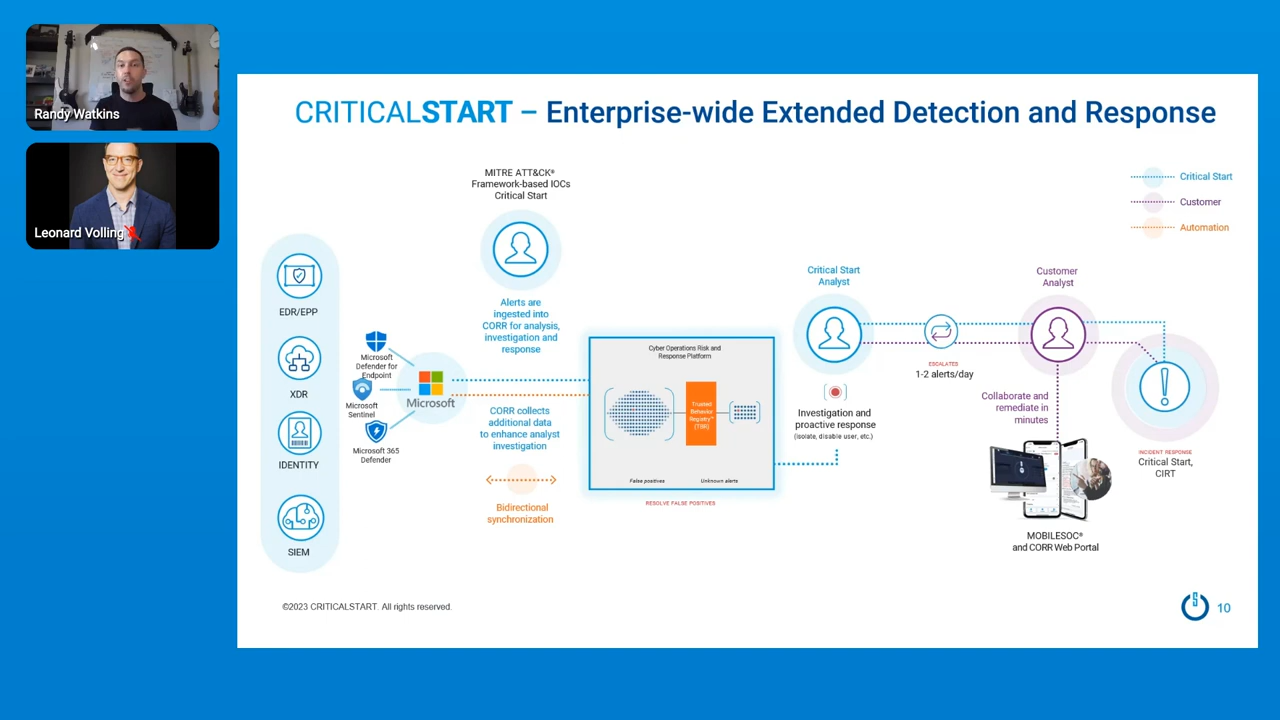 Randy Watkins
Leonard Volling
CRITICALSTART – Enterprise-wide Extended Detection and Response
MITRE ATT&CK®
Framework-based IOCs
Critical Start
Critical Start
Customer
Automation
EDR/EPP
XDR
IDENTITY
SIEM
Microsoft
Defender for
Endpoint
Microsoft
Sentinel
Microsoft 365
Defender
Microsoft
Alerts are
ingested into
CORR for analysis,
investigation and
response
CORR collects
additional data
to enhance analyst
investigation
Bidirectional
synchronization
Cyber Operations Risk and
Response Platform
Trusted
Behavior
Registry™
(TBR)
False positives
Unknown alerts
RESOLVE FALSE POSITIVES
Critical Start
Analyst
Investigation and
proactive response
(isolate, disable user, etc.)
ESCALATES
1-2 alerts/day
Customer
Analyst
Collaborate and
remediate in
minutes
MOBILESOC®
and CORR Web Portal
INCIDENT RESPONSE
Critical Start,
CIRT
©2023 CRITICALSTART. All rights reserved.
S
10